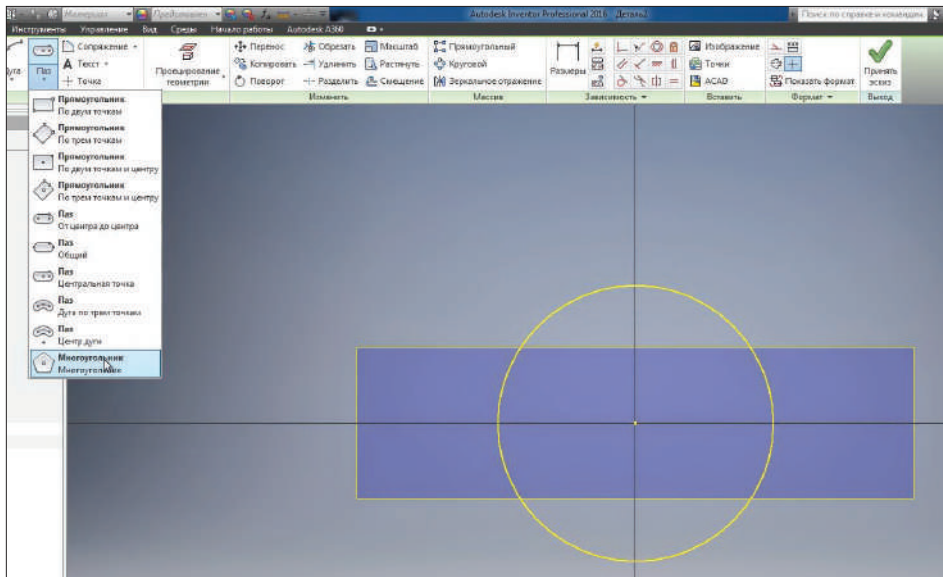 Материал Представлен Autodesk Inventor Professional 2016 Деталь2 Поиск по справке и командам
Инструменты Управление Вид Среды Начало работы Autodesk A360
Дуга Паз Сопряжение Перенос Обрезать Масштаб Прямоугольный Изображение
A Текст Проецирование геометрии Копировать Удлинить Растянуть Круговой Размеры Точки Принять эскиз
Точка Поворот Разделить Смещение Зеркальное отражение ACAD Показать формат
Изменить Массив Зависимость Вставить Формат Выход
Прямоугольник
По двум точкам
Прямоугольник
По трем точкам
Прямоугольник
По двум точкам и центру
Прямоугольник
По трем точкам и центру
Паз
От центра до центра
Паз
Общий
Паз
Центральная точка
Паз
Дуга по трем точкам
Паз
Центр дуги
Многоугольник
Многоугольник